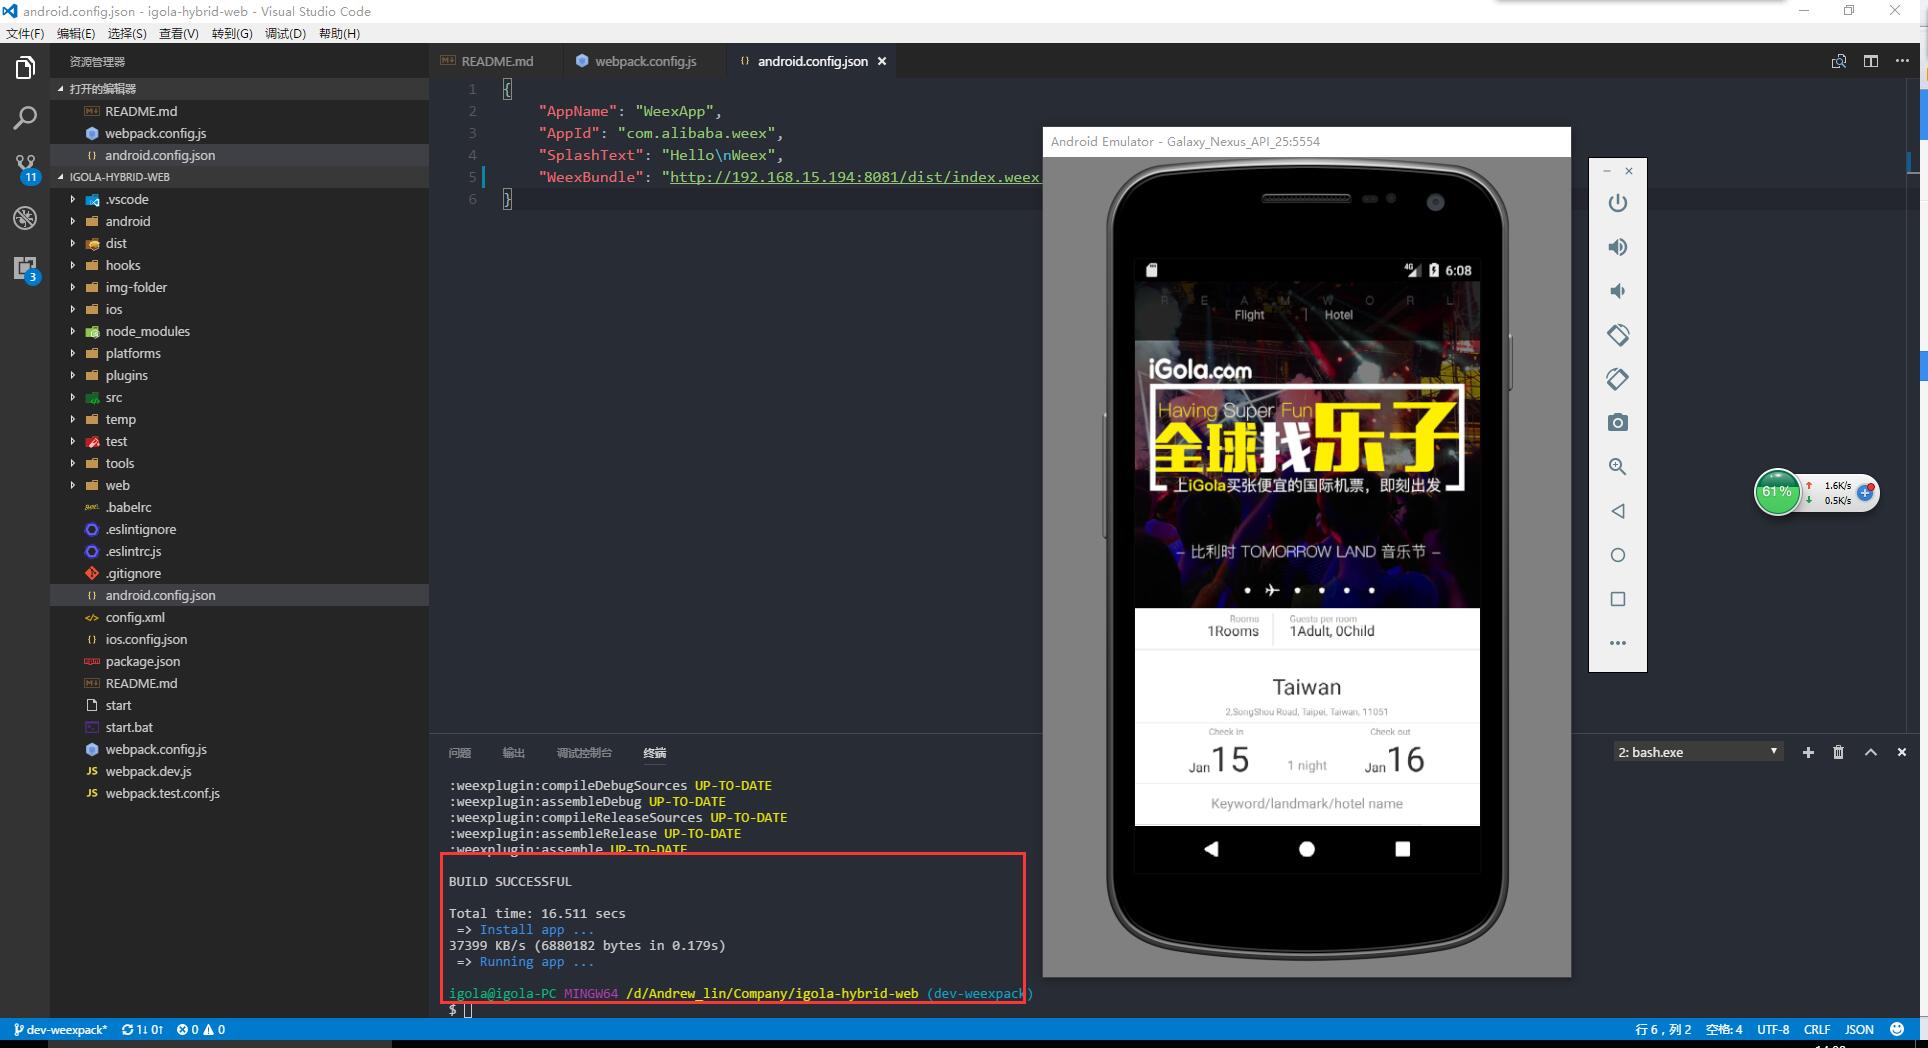 android.config.json - igola-hybrid-web - Visual Studio Code
文件(F) 编辑(E) 选择(S) 查看(V) 转到(G) 调试(D) 帮助(H)
资源管理器
打开的编辑器
README.md
webpack.config.js
android.config.json
IGOLA-HYBRID-WEB
.vscode
android
dist
hooks
img-folder
ios
node_modules
platforms
plugins
src
temp
test
tools
web
.babelrc
.eslintignore
.eslintrc.js
.gitignore
android.config.json
config.xml
ios.config.json
package.json
README.md
start
start.bat
webpack.config.js
webpack.dev.js
webpack.test.conf.js
11
3
README.md webpack.config.js android.config.json
1 {
2 "AppName": "WeexApp",
3 "AppId": "com.alibaba.weex",
4 "SplashText": "Hello\nWeex",
5 "WeexBundle": "http://192.168.15.194:8081/dist/index.weex.
6 }
Android Emulator - Galaxy_Nexus_API_25:5554
4G 6:08
R E A M W O R L
Flight | Hotel
iGola.com
Having Super Fun
全球找乐子
上iGola买张便宜的国际机票，即刻出发
– 比利时 TOMORROW LAND 音乐节 –
Rooms Guests per room
1Rooms 1Adult, 0Child
Taiwan
2,SongShou Road, Taipei, Taiwan, 11051
Check in Check out
Jan 15 1 night Jan 16
Keyword/landmark/hotel name
61% 1.6K/s
0.5K/s
问题 输出 调试控制台 终端 2: bash.exe
:weexplugin:compileDebugSources UP-TO-DATE
:weexplugin:assembleDebug UP-TO-DATE
:weexplugin:compileReleaseSources UP-TO-DATE
:weexplugin:assembleRelease UP-TO-DATE
:weexplugin:assemble UP-TO-DATE
BUILD SUCCESSFUL
Total time: 16.511 secs
=> Install app ...
37399 KB/s (6880182 bytes in 0.179s)
=> Running app ...
igola@igola-PC MINGW64 /d/Andrew_lin/Company/igola-hybrid-web (dev-weexpack)
$
dev-weexpack* 1↓ 0↑ 0 0 行 6，列 2 空格: 4 UTF-8 CRLF JSON